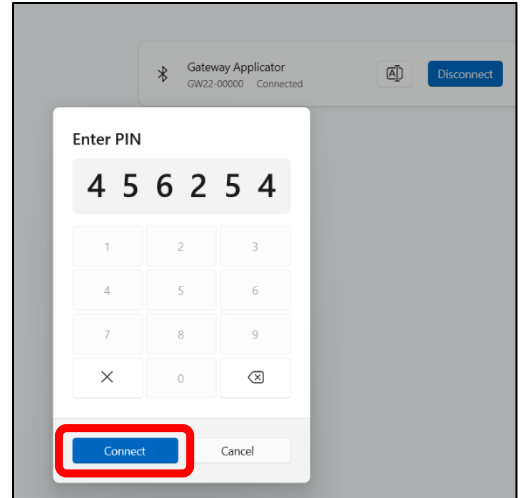 Gateway Applicator
GW22-00000 Connected
Disconnect
Enter PIN
4 5 6 2 5 4
1 2 3
4 5 6
7 8 9
0
Connect Cancel